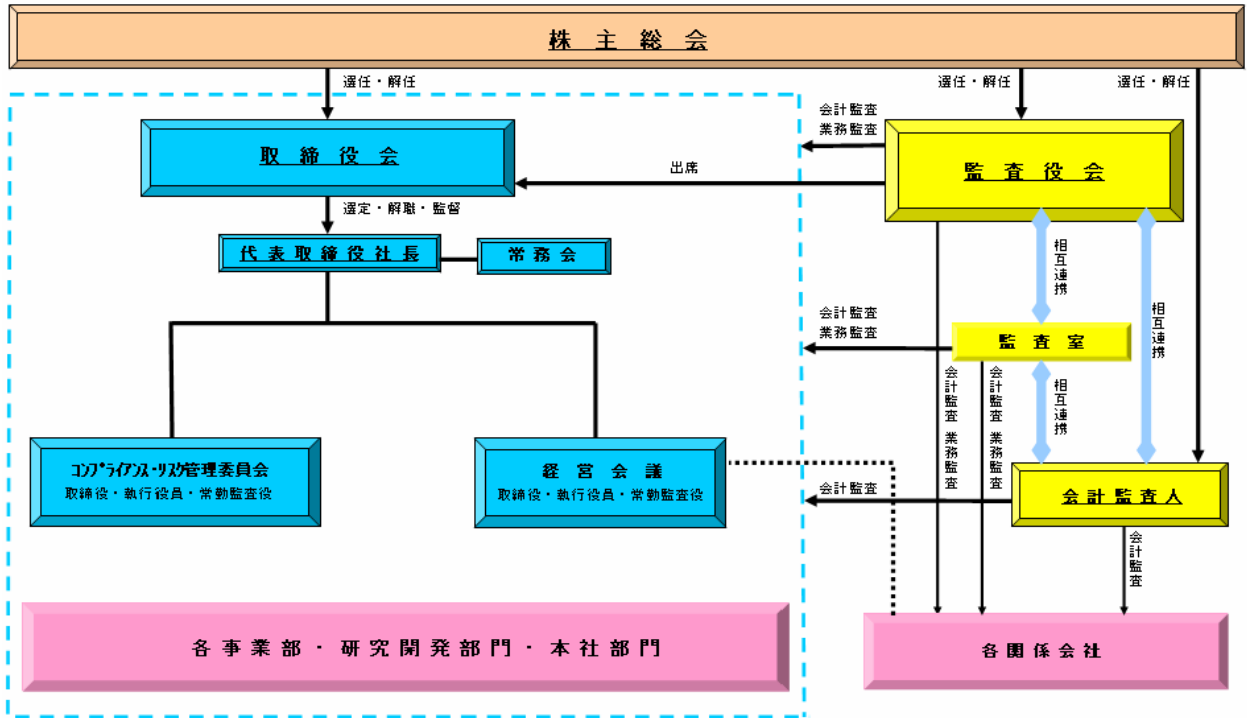 株主総会
選任・解任
選任・解任
選任・解任
取締役会
会計監査
業務監査
監査役会
出席
選定・解職・監督
代表取締役社長
常務会
相互連携
相互連携
会計監査
業務監査
監査室
会計監査 業務監査
会計監査 業務監査
相互連携
コンプライアンス・リスク管理委員会
取締役・執行役員・常勤監査役
経営会議
取締役・執行役員・常勤監査役
会計監査
会計監査人
会計監査
各事業部・研究開発部門・本社部門
各関係会社